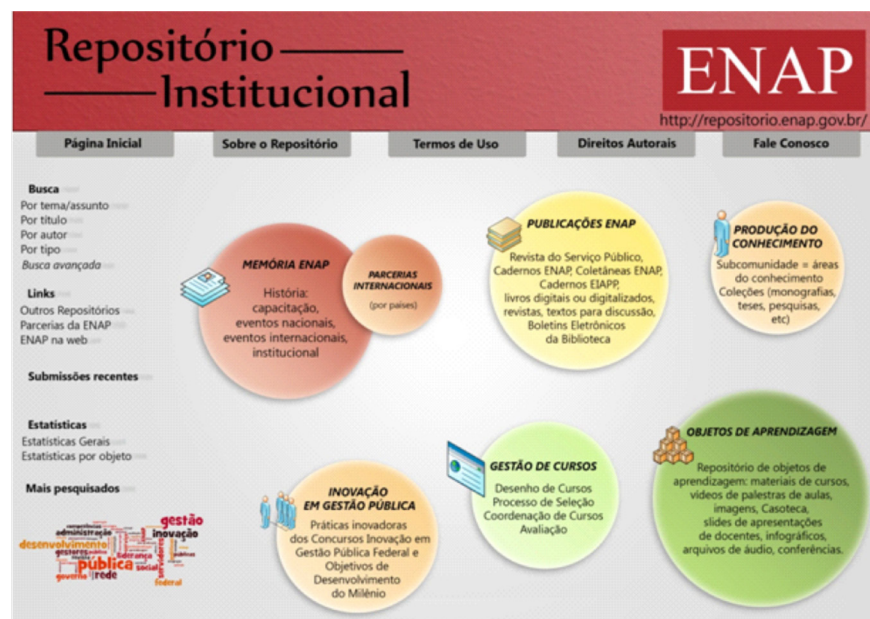 Repositório
Institucional
ENAP
http://repositorio.enap.gov.br/
Página Inicial
Sobre o Repositório
Termos de Uso
Direitos Autorais
Fale Conosco
Busca
Por tema/assunto
Por título
Por autor
Por tipo
Busca avançada
Links
Outros Repositórios
Parcerias da ENAP
ENAP na web
Submissões recentes
Estatísticas
Estatísticas Gerais
Estatísticas por objeto
Mais pesquisados
gestão
administração
inovação
desenvolvimento
gestores
liderança
pública
social
governo
rede
federal
MEMÓRIA ENAP
História:
capacitação,
eventos nacionais,
eventos internacionais,
institucional
PARCERIAS
INTERNACIONAIS
(por países)
PUBLICAÇÕES ENAP
Revista do Serviço Público,
Cadernos ENAP, Coletâneas ENAP,
Cadernos EIAPP,
livros digitais ou digitalizados,
revistas, textos para discussão,
Boletins Eletrônicos
da Biblioteca
PRODUÇÃO DO
CONHECIMENTO
Subcomunidade = áreas
do conhecimento
Coleções (monografias,
teses, pesquisas,
etc)
INOVAÇÃO
EM GESTÃO PÚBLICA
Práticas inovadoras
dos Concursos Inovação em
Gestão Pública Federal e
Objetivos de
Desenvolvimento
do Milênio
GESTÃO DE CURSOS
Desenho de Cursos
Processo de Seleção
Coordenação de Cursos
Avaliação
OBJETOS DE APRENDIZAGEM
Repositório de objetos de
aprendizagem: materiais de cursos,
vídeos de palestras de aulas,
imagens, Casoteca,
slides de apresentações
de docentes, infográficos,
arquivos de áudio, conferências.